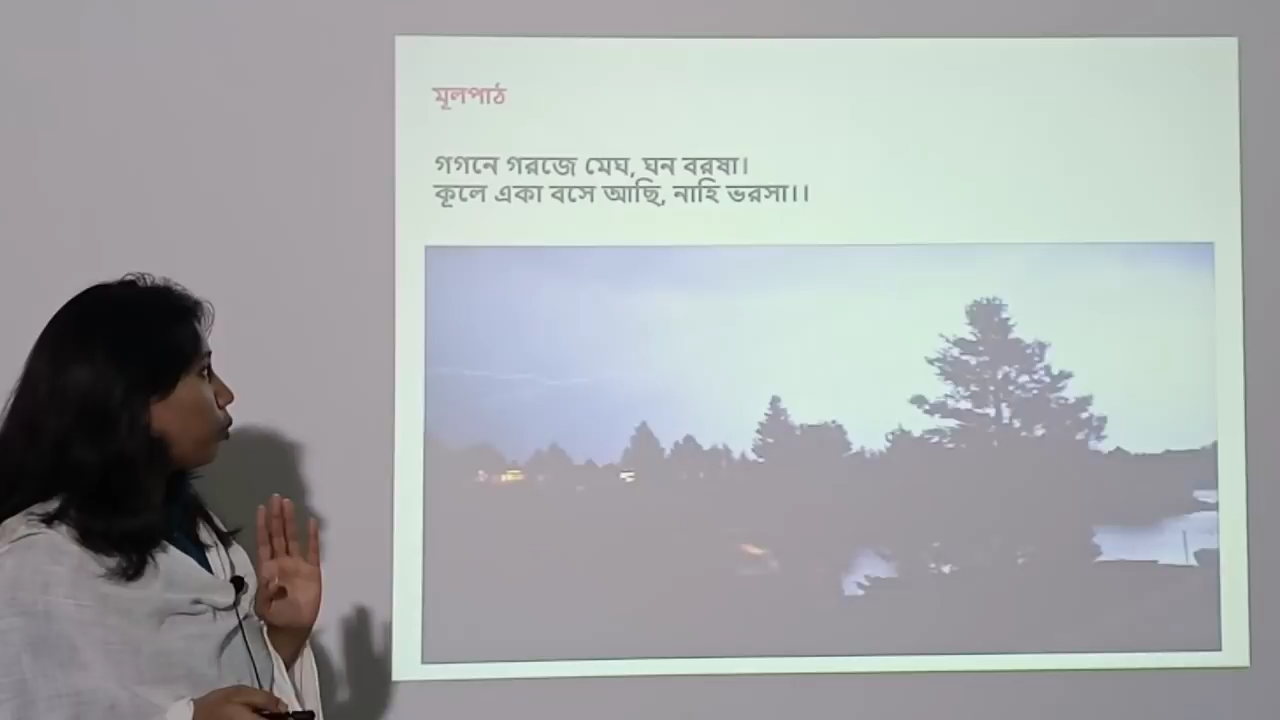 মূলপাঠ
গগনে গরজে মেঘ, ঘন বরষা।
কূলে একা বসে আছি, নাহি ভরসা।।